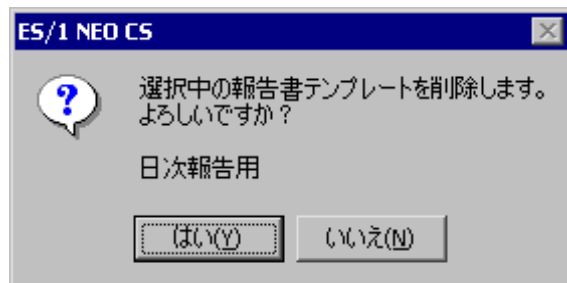 ES/1 NEO CS
選択中の報告書テンプレートを削除します。
よろしいですか？
日次報告用
はい(Y)
いいえ(N)